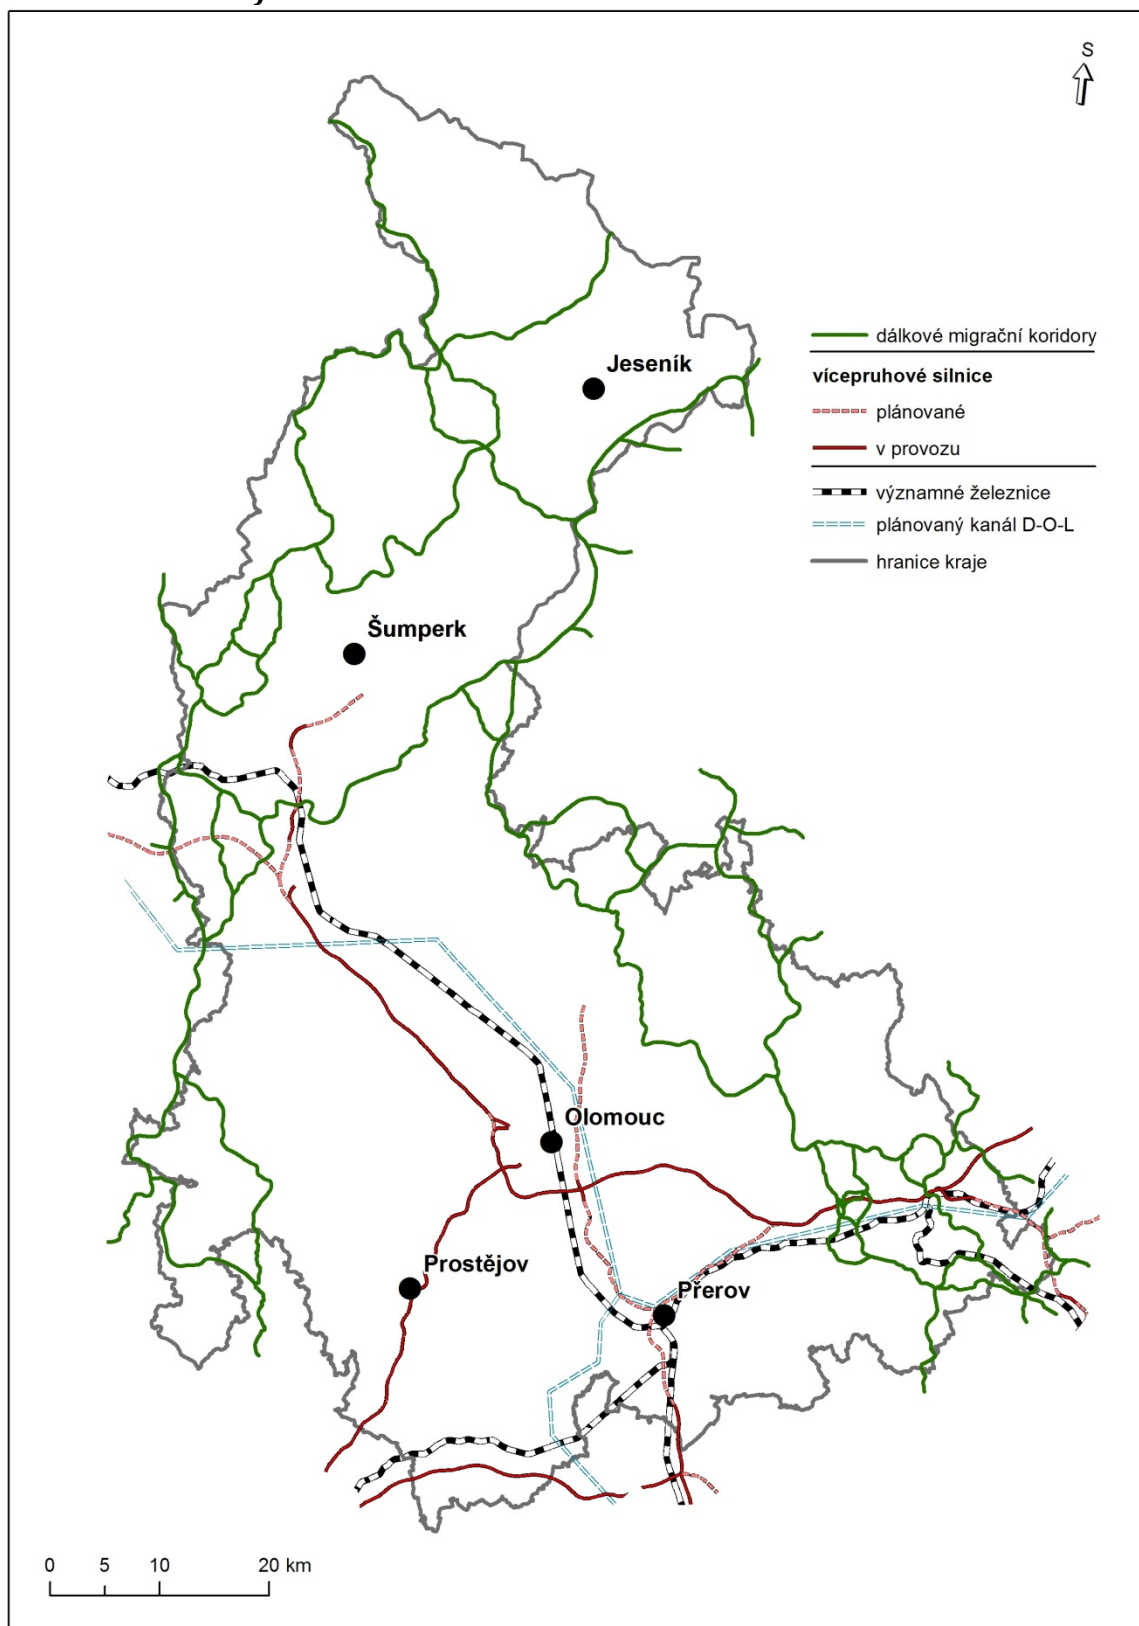 S
dálkové migrační koridory
vícepruhové silnice
plánované
v provozu
významné železnice
plánovaný kanál D-O-L
hranice kraje
Jeseník
Šumperk
Olomouc
Prostějov
Přerov
0 5 10 20 km